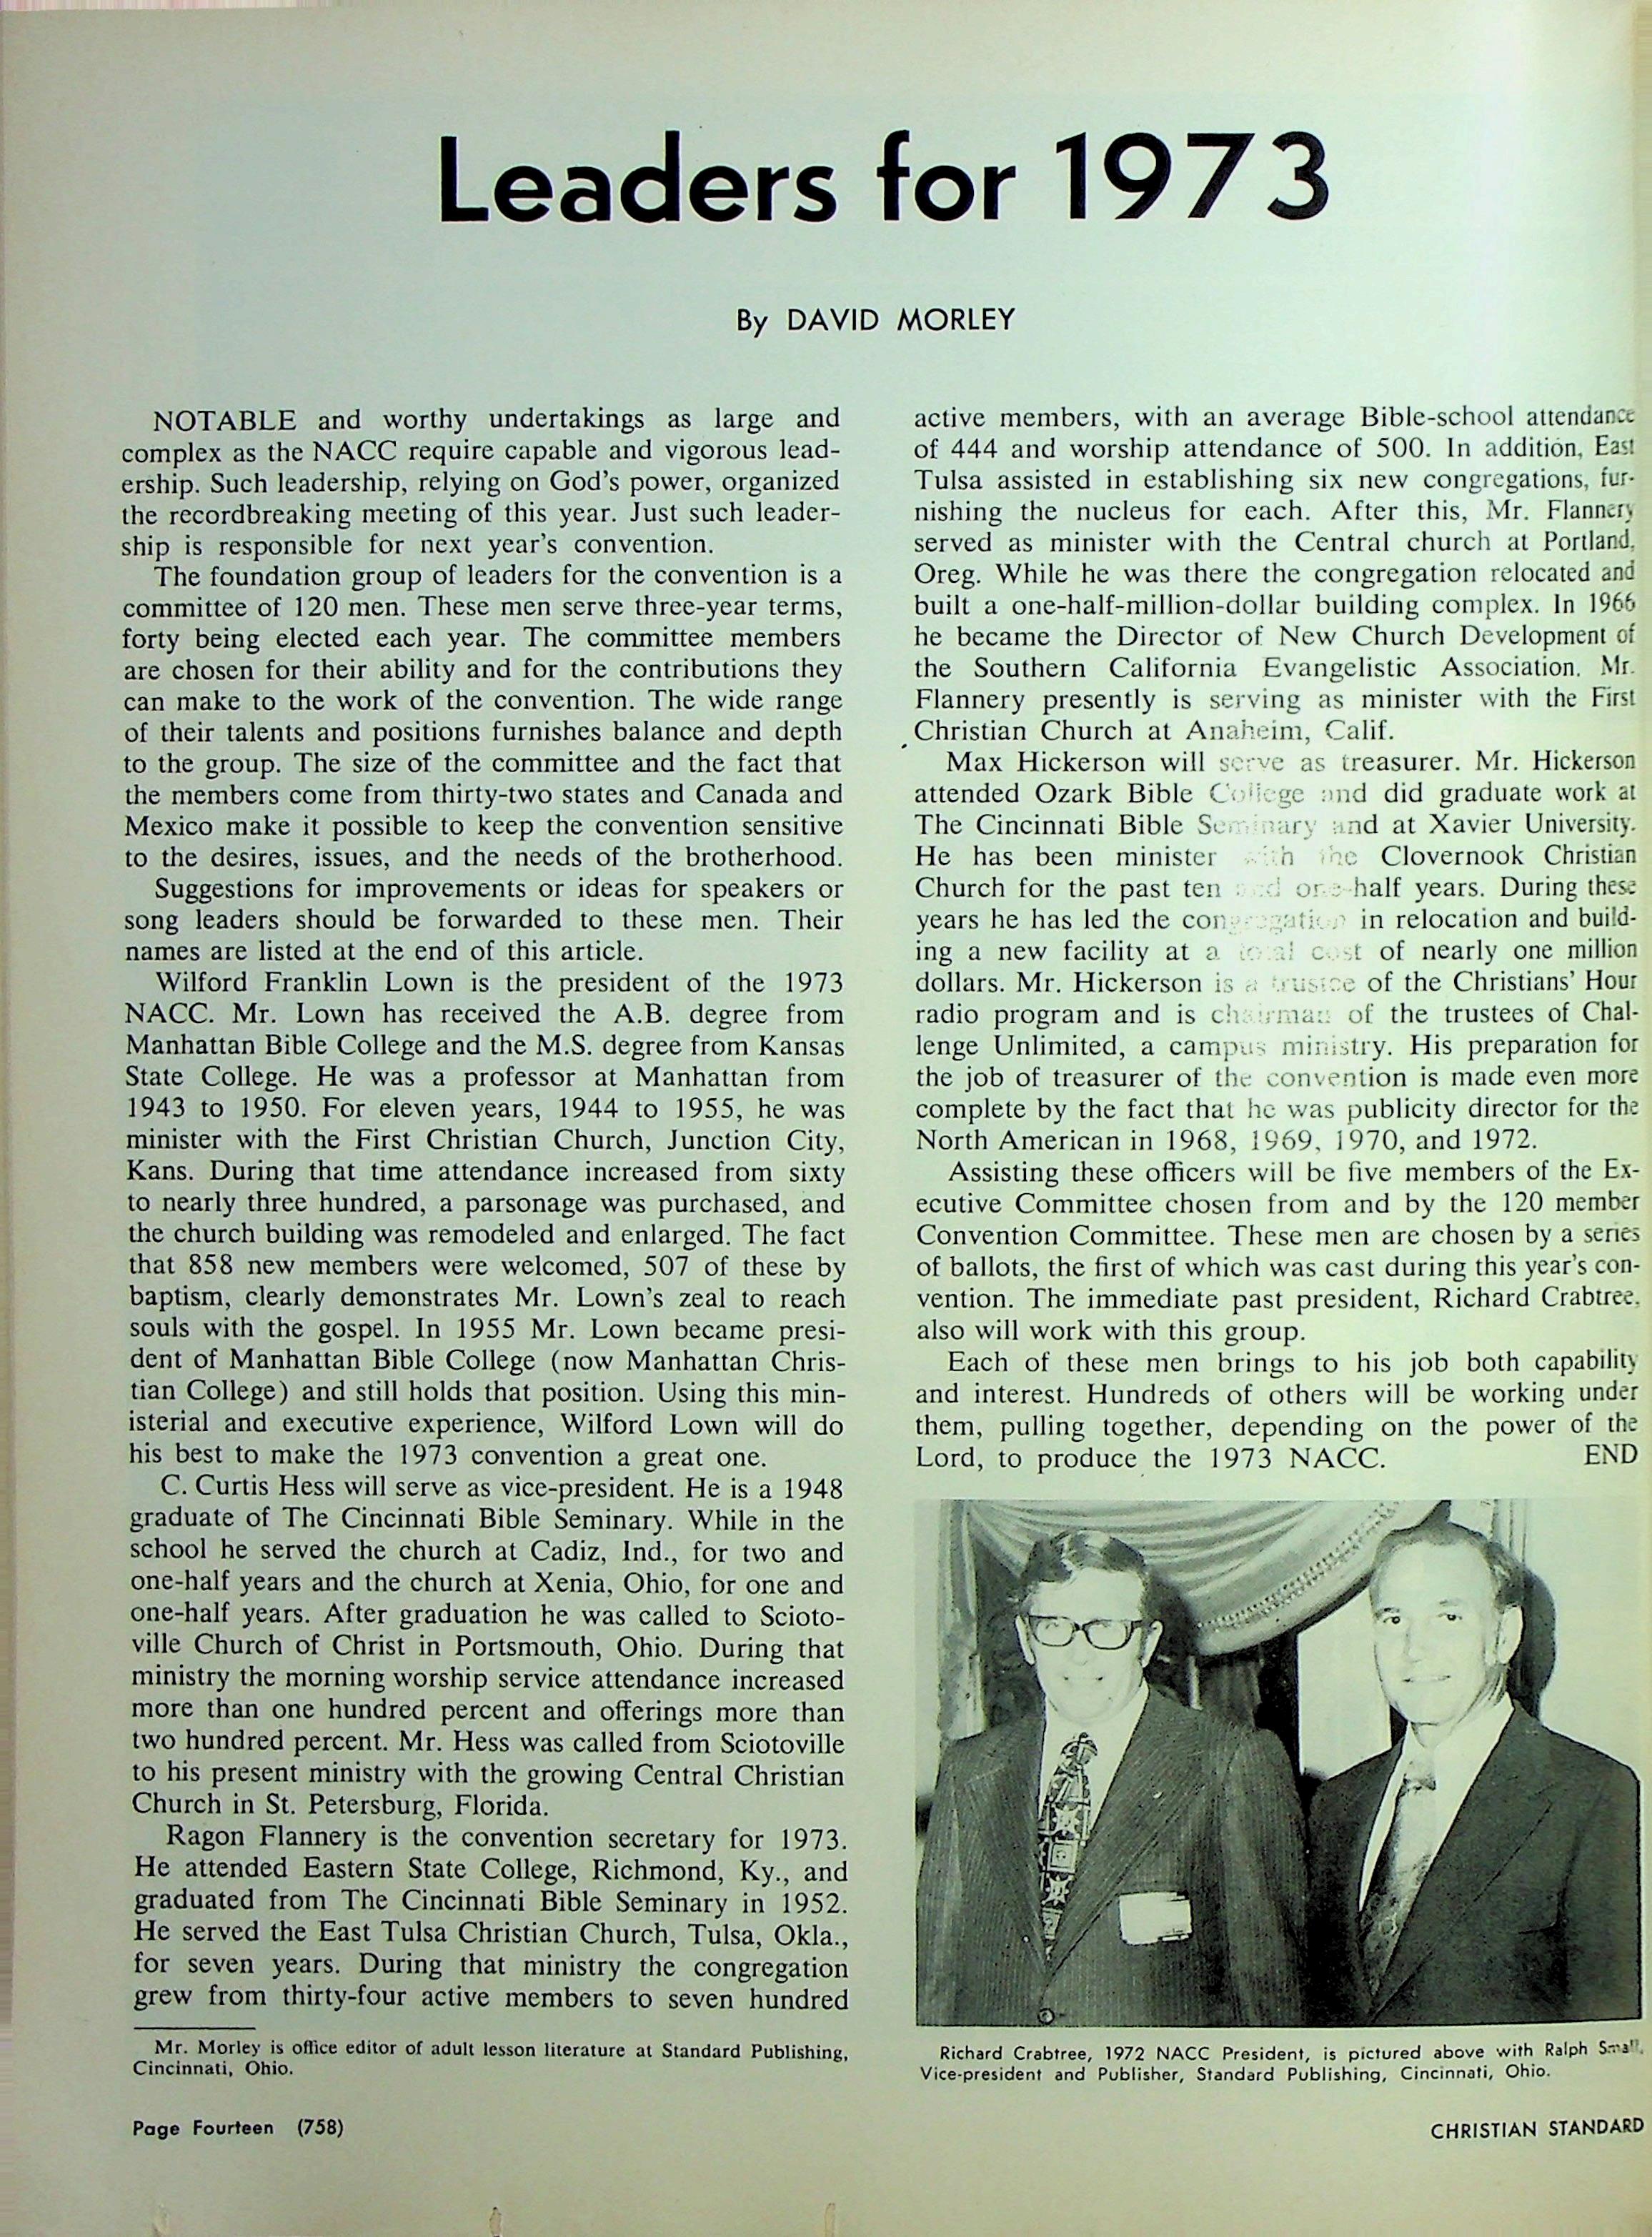 Leaders for 1973
By DAVID MORLEY
NOTABLE and worthy undertakings as large and
complex as the NACC require capable and vigorous lead-
ership. Such leadership, relying on God's power, organized
the recordbreaking meeting of this year. Just such leader-
ship is responsible for next year's convention.
The foundation group of leaders for the convention is a
committee of 120 men. These men serve three-year terms,
forty being elected each year. The committee members
are chosen for their ability and for the contributions they
can make to the work of the convention. The wide range
of their talents and positions furnishes balance and depth
to the group. The size of the committee and the fact that
the members come from thirty-two states and Canada and
Mexico make it possible to keep the convention sensitive
to the desires, issues, and the needs of the brotherhood.
Suggestions for improvements or ideas for speakers or
song leaders should be forwarded to these men. Their
names are listed at the end of this article.
Wilford Franklin Lown is the president of the 1973
NACC. Mr. Lown has received the A.B. degree from
Manhattan Bible College and the M.S. degree from Kansas
State College. He was a professor at Manhattan from
1943 to 1950. For eleven years, 1944 to 1955, he was
minister with the First Christian Church, Junction City,
Kans. During that time attendance increased from sixty
to nearly three hundred, a parsonage was purchased, and
the church building was remodeled and enlarged. The fact
that 858 new members were welcomed, 507 of these by
baptism, clearly demonstrates Mr. Lown's zeal to reach
souls with the gospel. In 1955 Mr. Lown became presi-
dent of Manhattan Bible College (now Manhattan Chris-
tian College) and still holds that position. Using this min-
isterial and executive experience, Wilford Lown will do
his best to make the 1973 convention a great one.
C. Curtis Hess will serve as vice-president. He is a 1948
graduate of The Cincinnati Bible Seminary. While in the
school he served the church at Cadiz, Ind., for two and
one-half years and the church at Xenia, Ohio, for one and
one-half years. After graduation he was called to Scioto-
ville Church of Christ in Portsmouth, Ohio. During that
ministry the morning worship service attendance increased
more than one hundred percent and offerings more than
two hundred percent. Mr. Hess was called from Sciotoville
to his present ministry with the growing Central Christian
Church in St. Petersburg, Florida.
Ragon Flannery is the convention secretary for 1973.
He attended Eastern State College, Richmond, Ky., and
graduated from The Cincinnati Bible Seminary in 1952.
He served the East Tulsa Christian Church, Tulsa, Okla.,
for seven years. During that ministry the congregation
grew from thirty-four active members to seven hundred
Mr. Morley is office editor of adult lesson literature at Standard Publishing,
Cincinnati, Ohio.
active members, with an average Bible-school attendance
of 444 and worship attendance of 500. In addition, East
Tulsa assisted in establishing six new congregations, fur-
nishing the nucleus for each. After this, Mr. Flannery
served as minister with the Central church at Portland,
Oreg. While he was there the congregation relocated and
built a one-half-million-dollar building complex. In 1966
he became the Director of New Church Development of
the Southern California Evangelistic Association. Mr.
Flannery presently is serving as minister with the First
Christian Church at Anaheim, Calif.
Max Hickerson will serve as treasurer. Mr. Hickerson
attended Ozark Bible College and did graduate work at
The Cincinnati Bible Seminary and at Xavier University.
He has been minister with the Clovernook Christian
Church for the past ten and one-half years. During these
years he has led the congregation in relocation and build-
ing a new facility at a total cost of nearly one million
dollars. Mr. Hickerson is a trustee of the Christians' Hour
radio program and is chairman of the trustees of Chal-
lenge Unlimited, a campus ministry. His preparation for
the job of treasurer of the convention is made even more
complete by the fact that he was publicity director for the
North American in 1968, 1969, 1970, and 1972.
Assisting these officers will be five members of the Ex-
ecutive Committee chosen from and by the 120 member
Convention Committee. These men are chosen by a series
of ballots, the first of which was cast during this year's con-
vention. The immediate past president, Richard Crabtree,
also will work with this group.
Each of these men brings to his job both capability
and interest. Hundreds of others will be working under
them, pulling together, depending on the power of the
Lord, to produce the 1973 NACC. END
Richard Crabtree, 1972 NACC President, is pictured above with Ralph Small,
Vice-president and Publisher, Standard Publishing, Cincinnati, Ohio.
Page Fourteen (758)
CHRISTIAN STANDARD